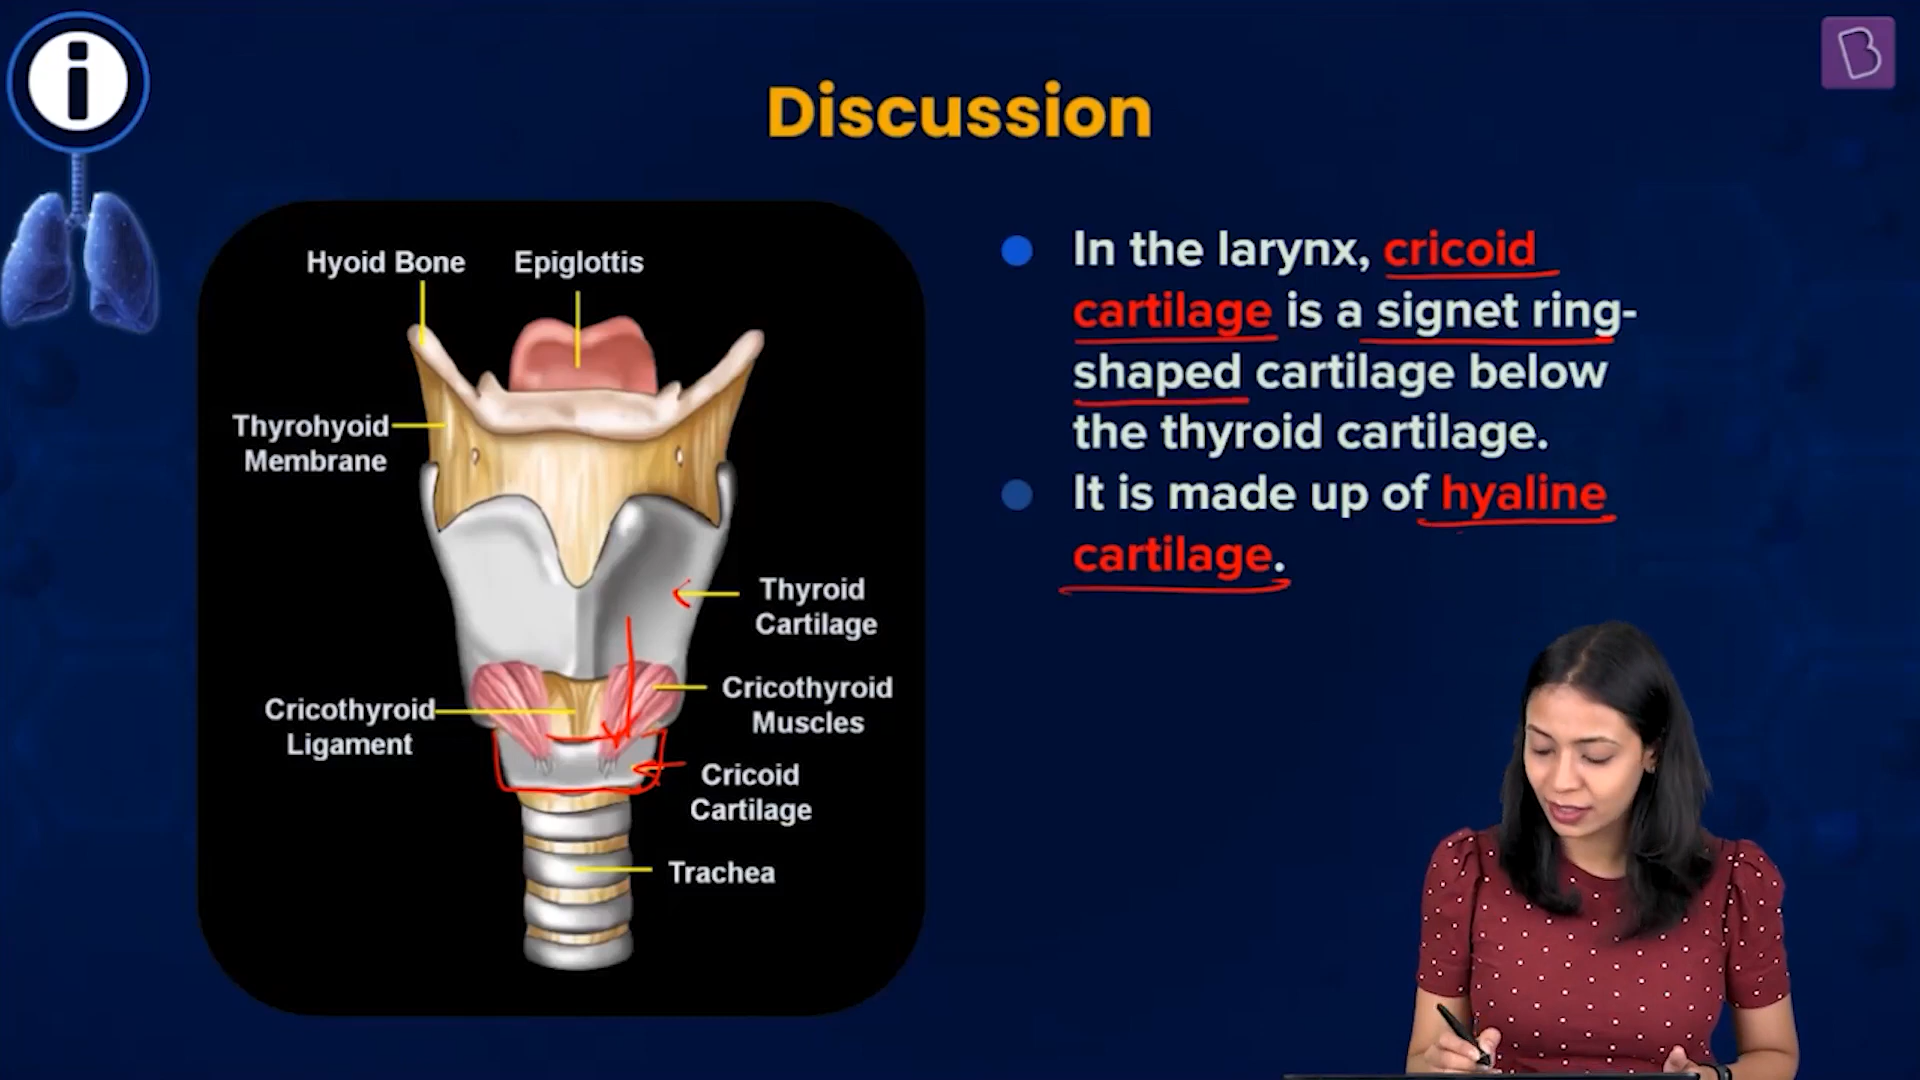 Discussion
Hyoid Bone
Epiglottis
Thyrohyoid
Membrane
Thyroid
Cartilage
Cricothyroid
Muscles
Cricothyroid
Ligament
Cricoid
Cartilage
Trachea
In the larynx, cricoid
cartilage is a signet ring-
shaped cartilage below
the thyroid cartilage.
It is made up of hyaline
cartilage.